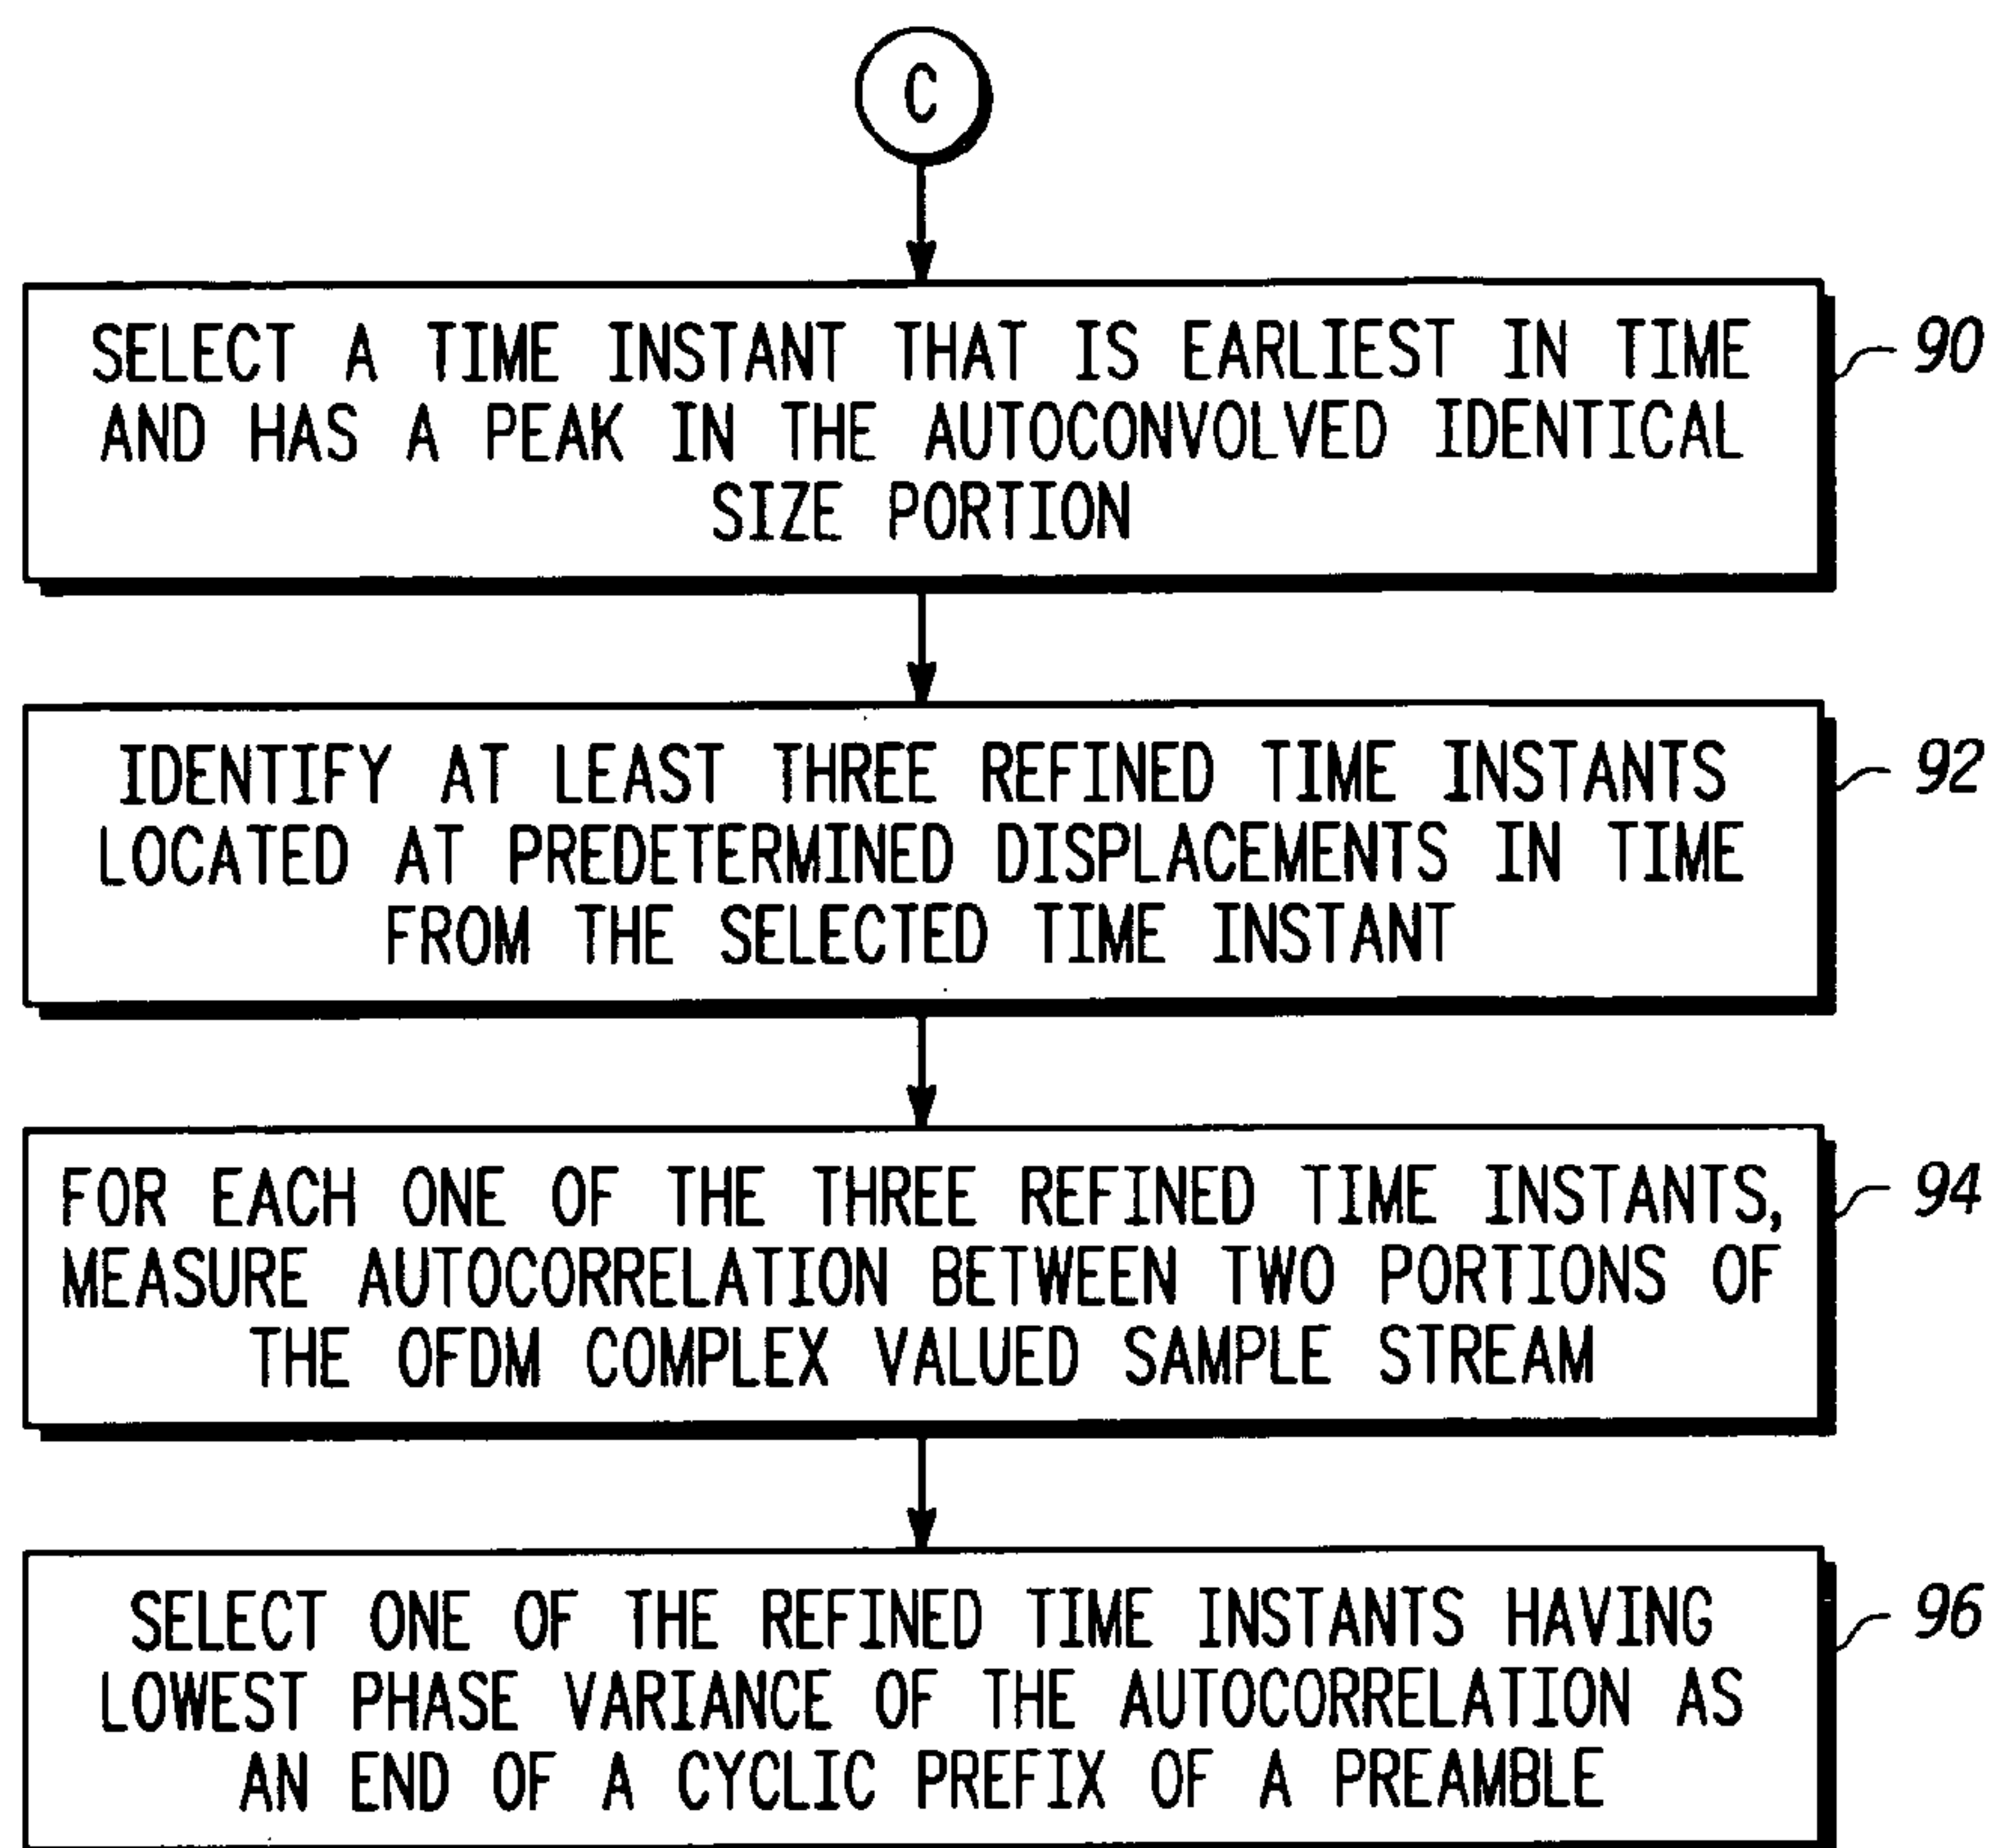 C
SELECT A TIME INSTANT THAT IS EARLIEST IN TIME
AND HAS A PEAK IN THE AUTOCONVOLVED IDENTICAL
SIZE PORTION
90
IDENTIFY AT LEAST THREE REFINED TIME INSTANTS
LOCATED AT PREDETERMINED DISPLACEMENTS IN TIME
FROM THE SELECTED TIME INSTANT
92
FOR EACH ONE OF THE THREE REFINED TIME INSTANTS,
MEASURE AUTOCORRELATION BETWEEN TWO PORTIONS OF
THE OFDM COMPLEX VALUED SAMPLE STREAM
94
SELECT ONE OF THE REFINED TIME INSTANTS HAVING
LOWEST PHASE VARIANCE OF THE AUTOCORRELATION AS
AN END OF A CYCLIC PREFIX OF A PREAMBLE
96